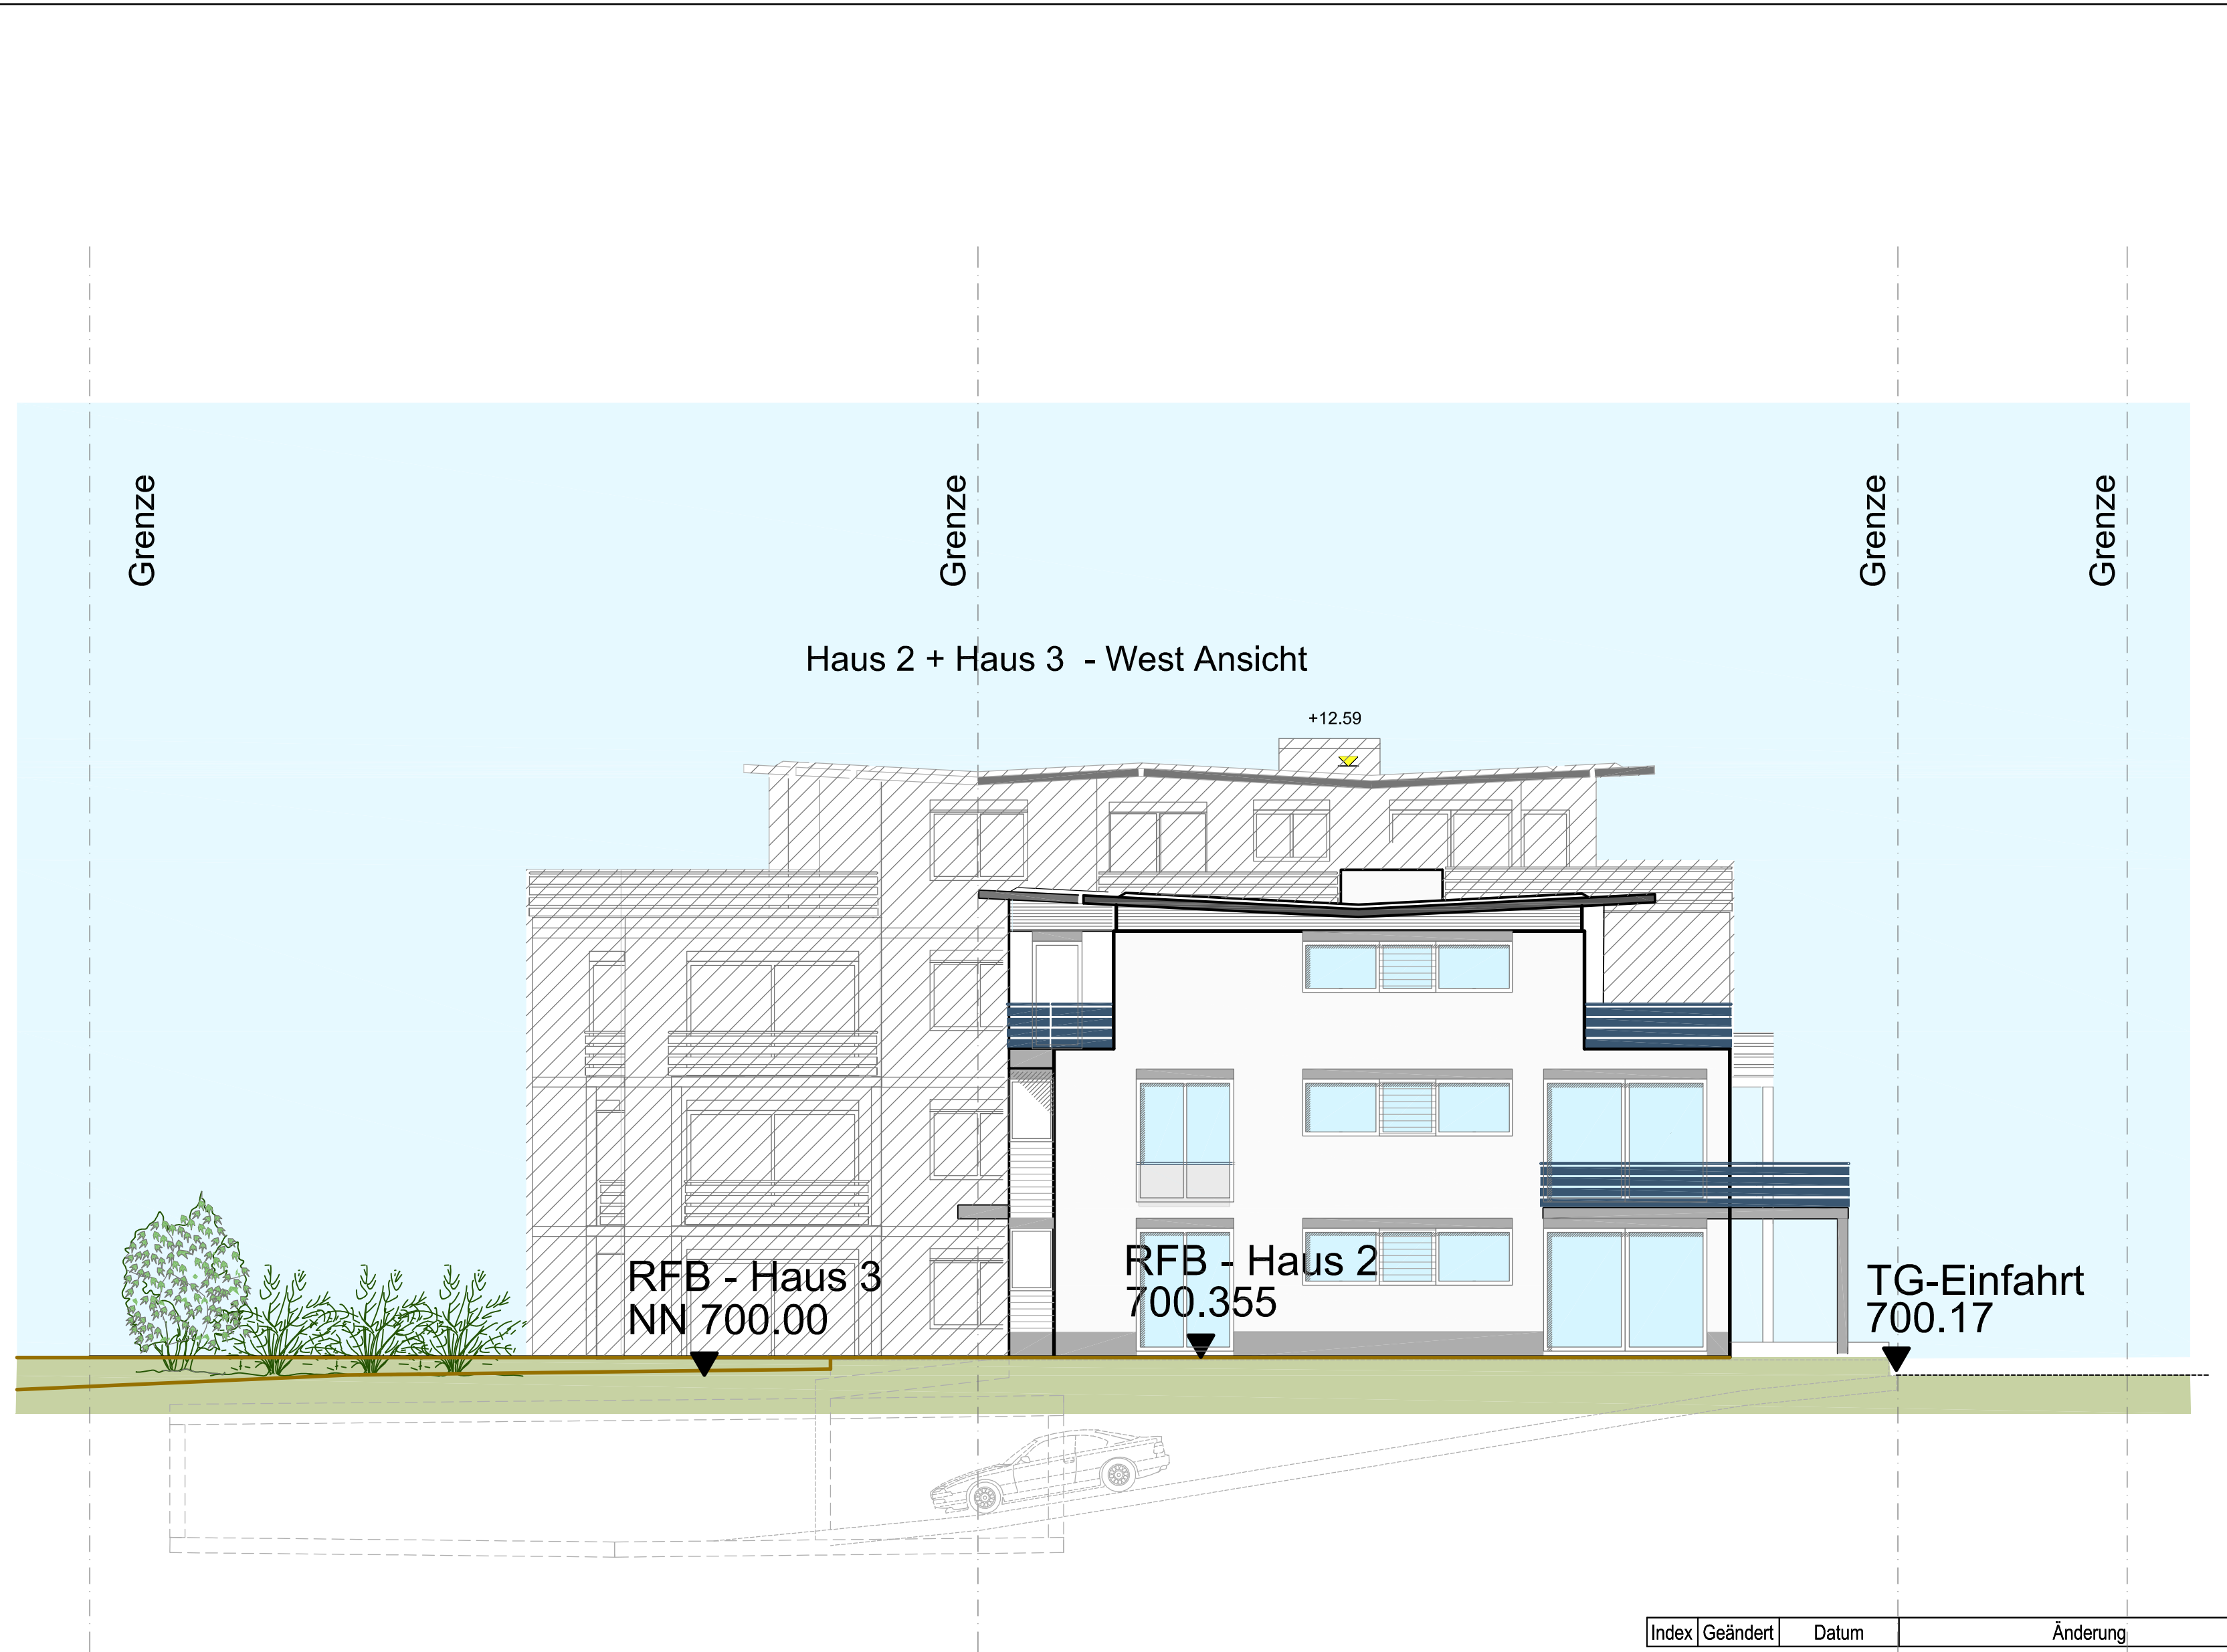 Grenze
Grenze
Grenze
Grenze
Haus 2 + Haus 3 - West Ansicht
+12.59
RFB - Haus 3
NN 700.00
RFB - Haus 2
700.355
TG-Einfahrt
700.17
Index Geändert Datum Änderung